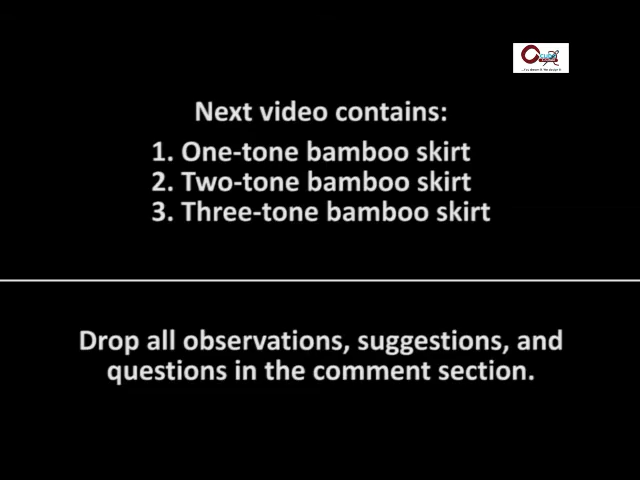 Next video contains:
1. One-tone bamboo skirt
2. Two-tone bamboo skirt
3. Three-tone bamboo skirt
Drop all observations, suggestions, and
questions in the comment section.